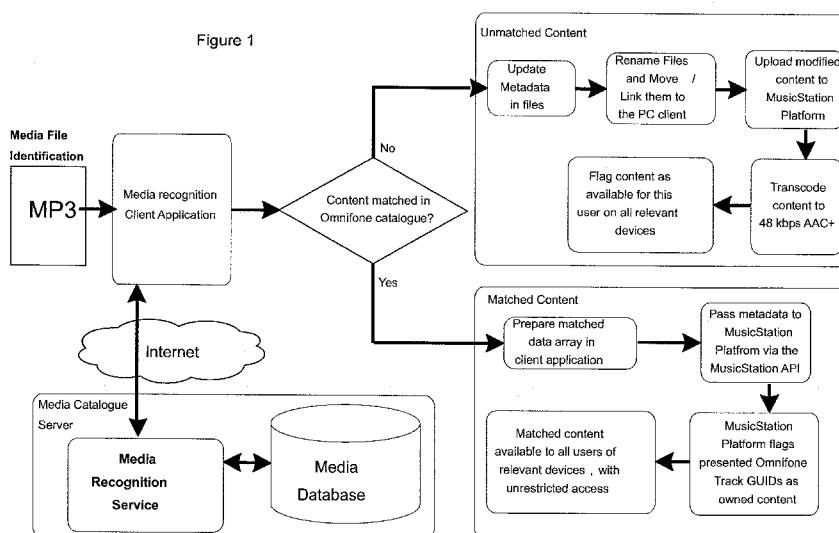 Figure 1
Media File
Identification
MP3
Media recognition
Client Application
Internet
Media Catalogue
Server
Media
Recognition
Service
Media
Database
Content matched in
Omnifone catalogue?
No
Yes
Unmatched Content
Update
Metadata
in files
Rename Files
and Move /
Link them to
the PC client
Upload modified
content to
MusicStation
Platform
Transcode
content to
48 kbps AAC+
Flag content as
available for this
user on all relevant
devices
Matched Content
Prepare matched
data array in
client application
Pass metadata to
MusicStation
Platfrom via the
MusicStation API
MusicStation
Platform flags
presented Omnifone
Track GUIDs as
owned content
Matched content
available to all users of
relevant devices , with
unrestricted access